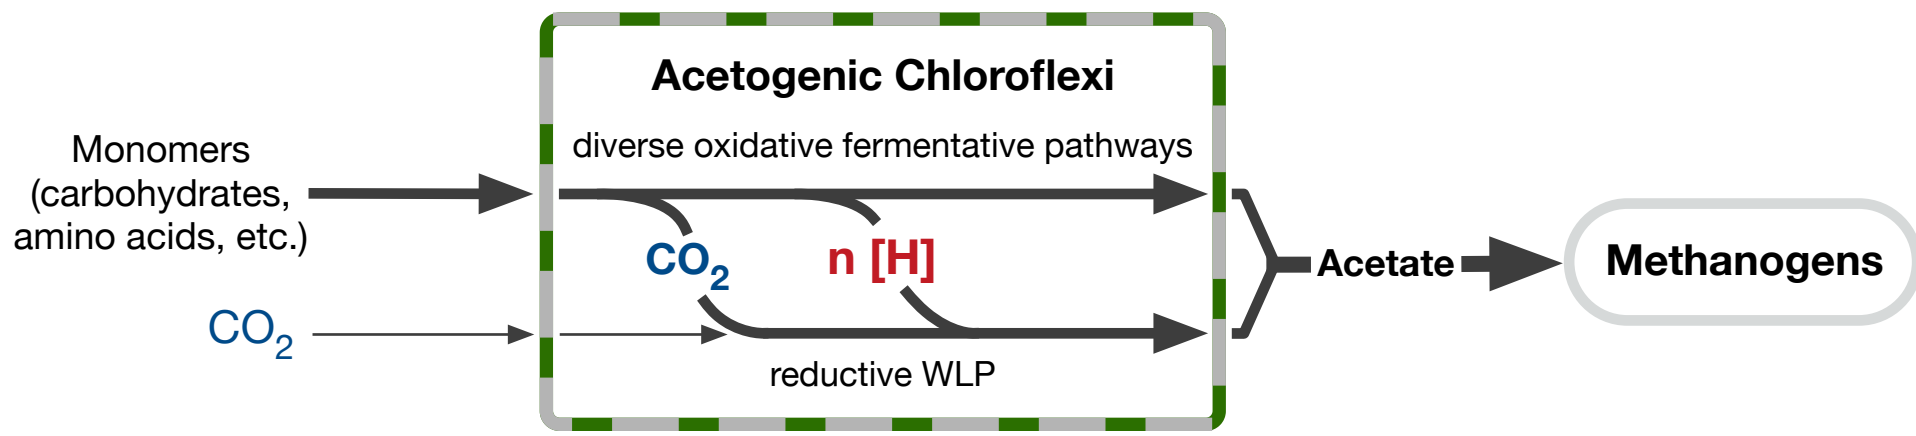 Acetogenic Chloroflexi
diverse oxidative fermentative pathways
Monomers
(carbohydrates,
amino acids, etc.)
CO₂
n [H]
Acetate
Methanogens
CO₂
reductive WLP